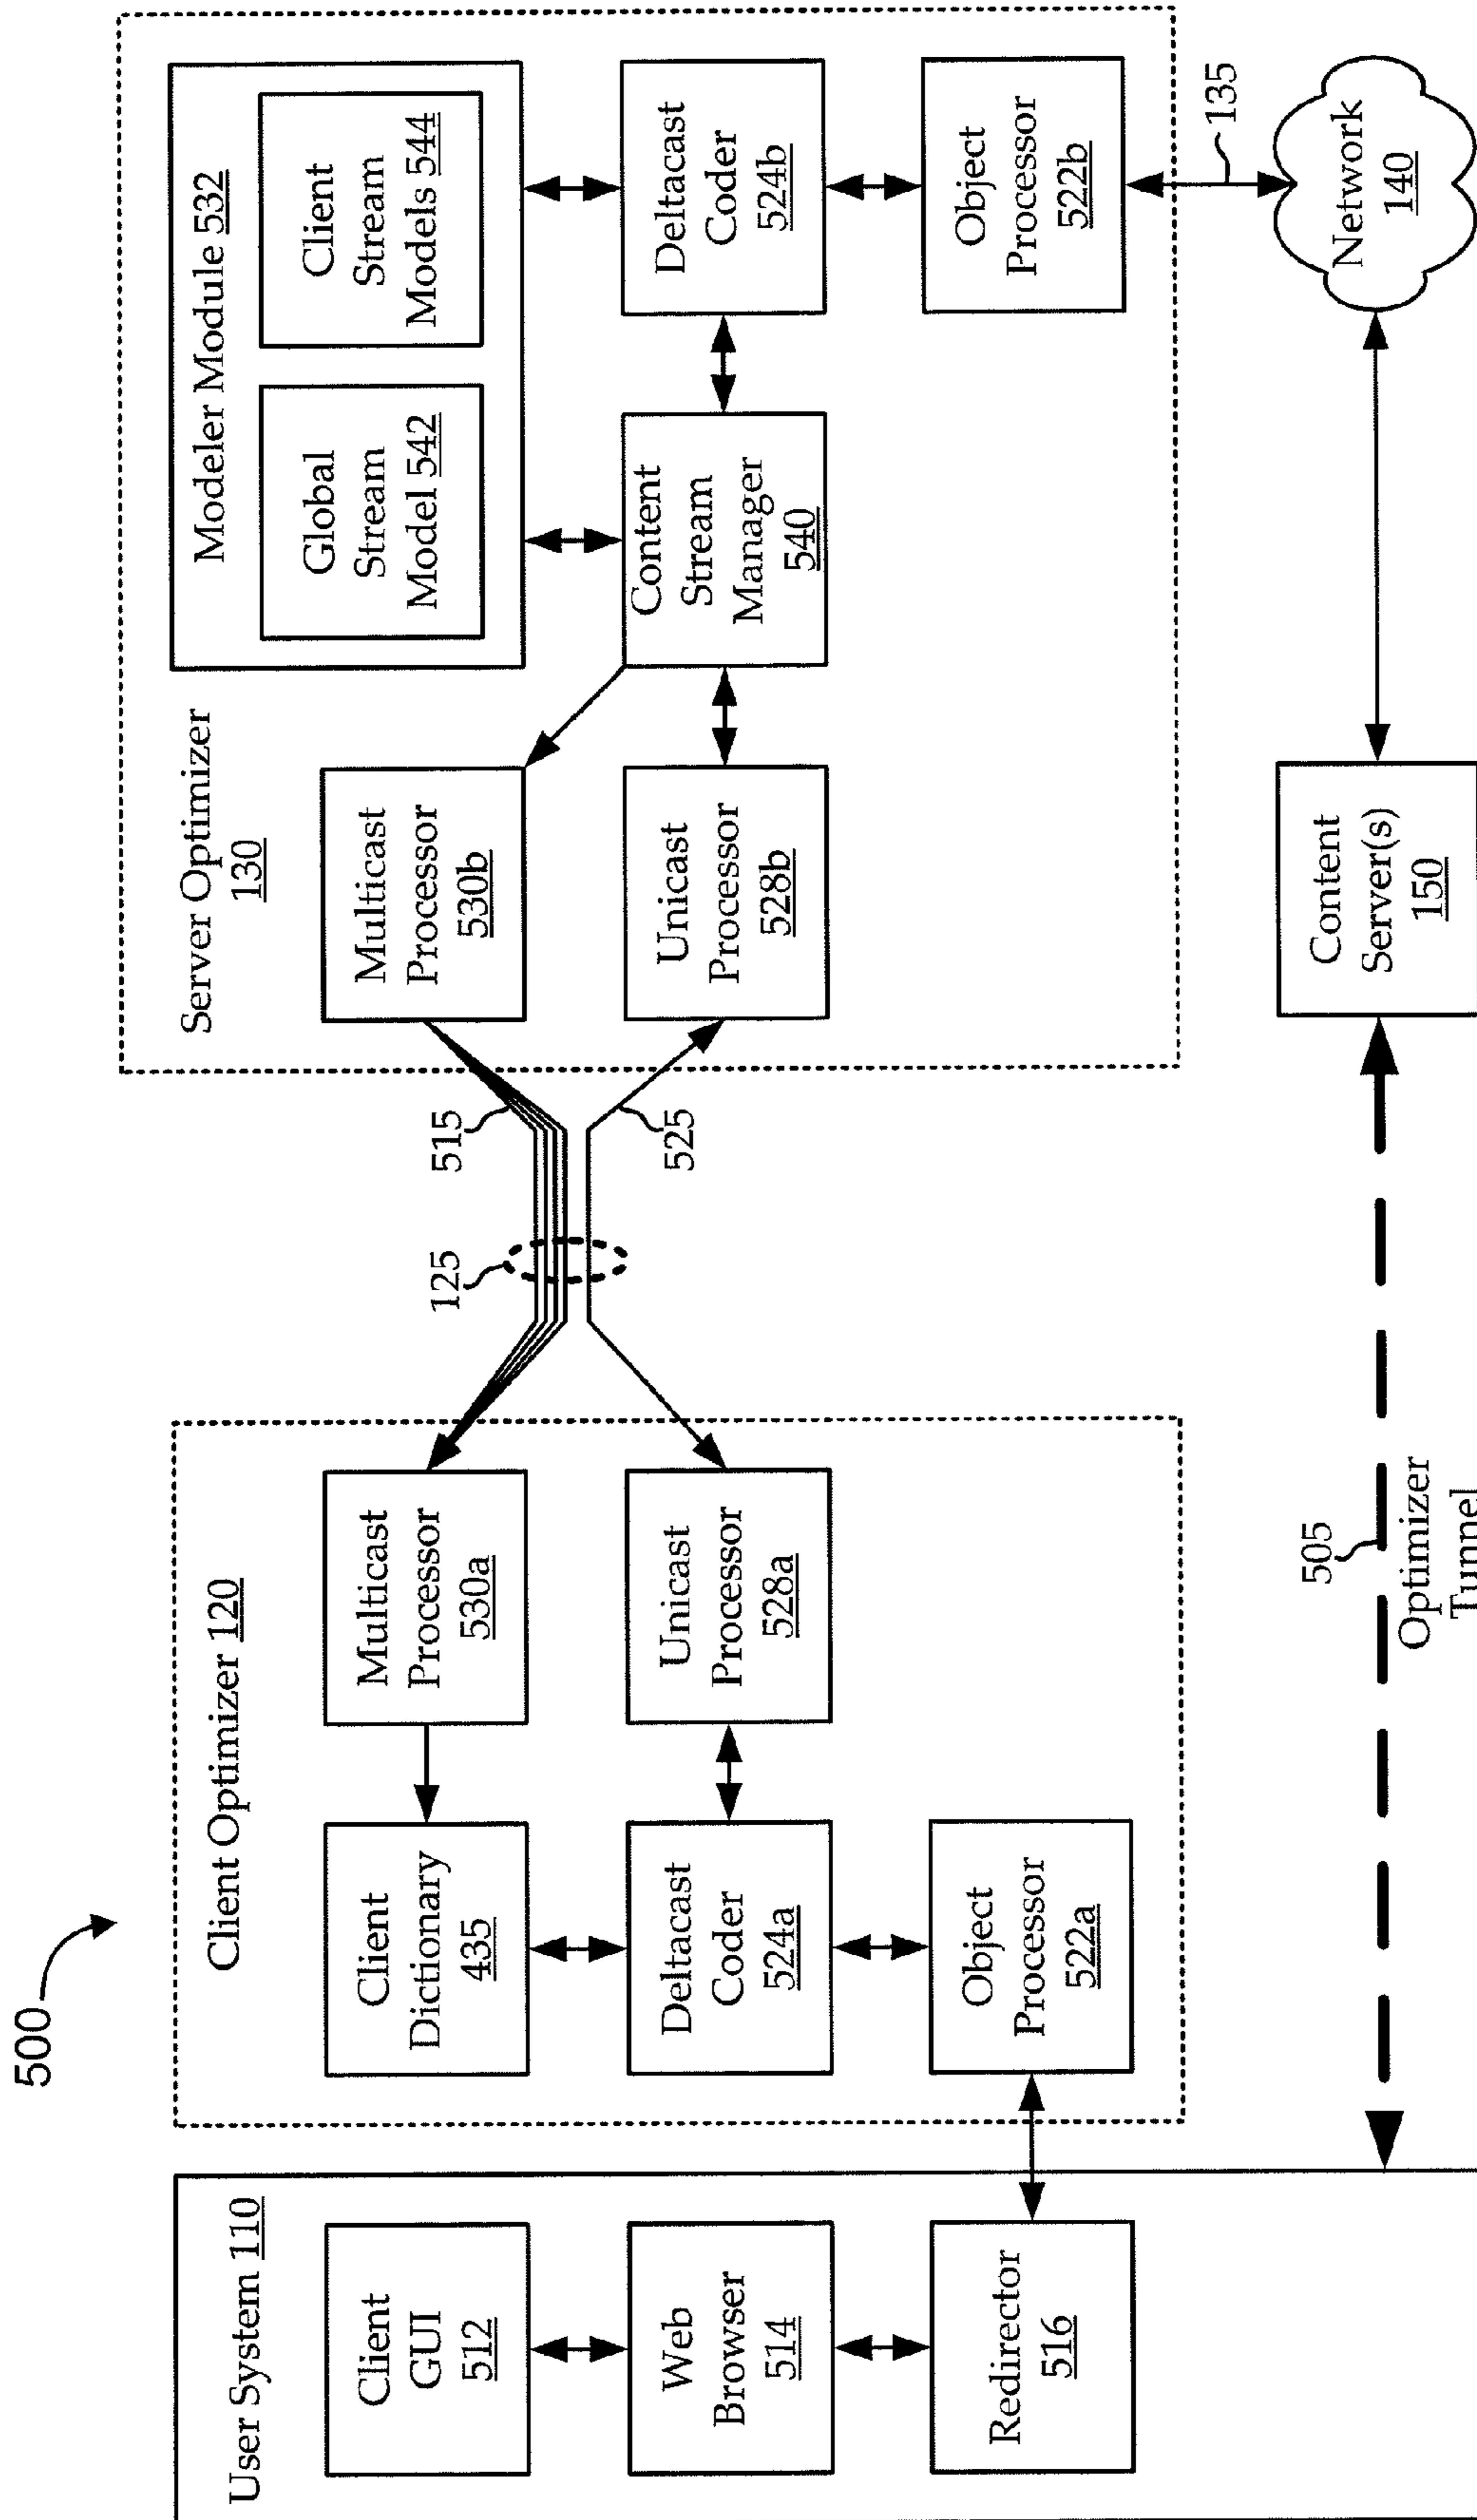 500
User System 110
Client
GUI
512
Web
Browser
514
Redirector
516
Client Optimizer 120
Client
Dictionary
435
Multicast
Processor
530a
Deltacast
Coder
524a
Unicast
Processor
528a
Object
Processor
522a
125
515
525
Server Optimizer
130
Multicast
Processor
530b
Unicast
Processor
528b
Modeler Module 532
Global
Stream
Model 542
Client
Stream
Models 544
Content
Stream
Manager
540
Deltacast
Coder
524b
Object
Processor
522b
135
Network
140
Content
Server(s)
150
505
Optimizer
Tunnel